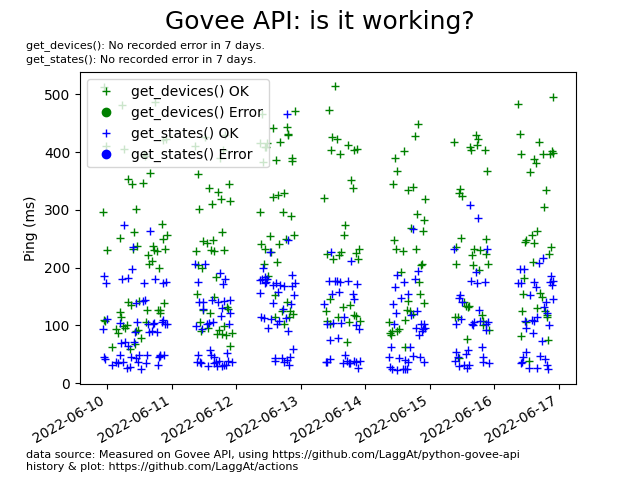 Govee API: is it working?
get_devices(): No recorded error in 7 days.
get_states(): No recorded error in 7 days.
get_devices() OK
get_devices() Error
get_states() OK
get_states() Error
Ping (ms)
500
400
300
200
100
0
2022-06-10
2022-06-11
2022-06-12
2022-06-13
2022-06-14
2022-06-15
2022-06-16
2022-06-17
data source: Measured on Govee API, using https://github.com/LaggAt/python-govee-api
history & plot: https://github.com/LaggAt/actions